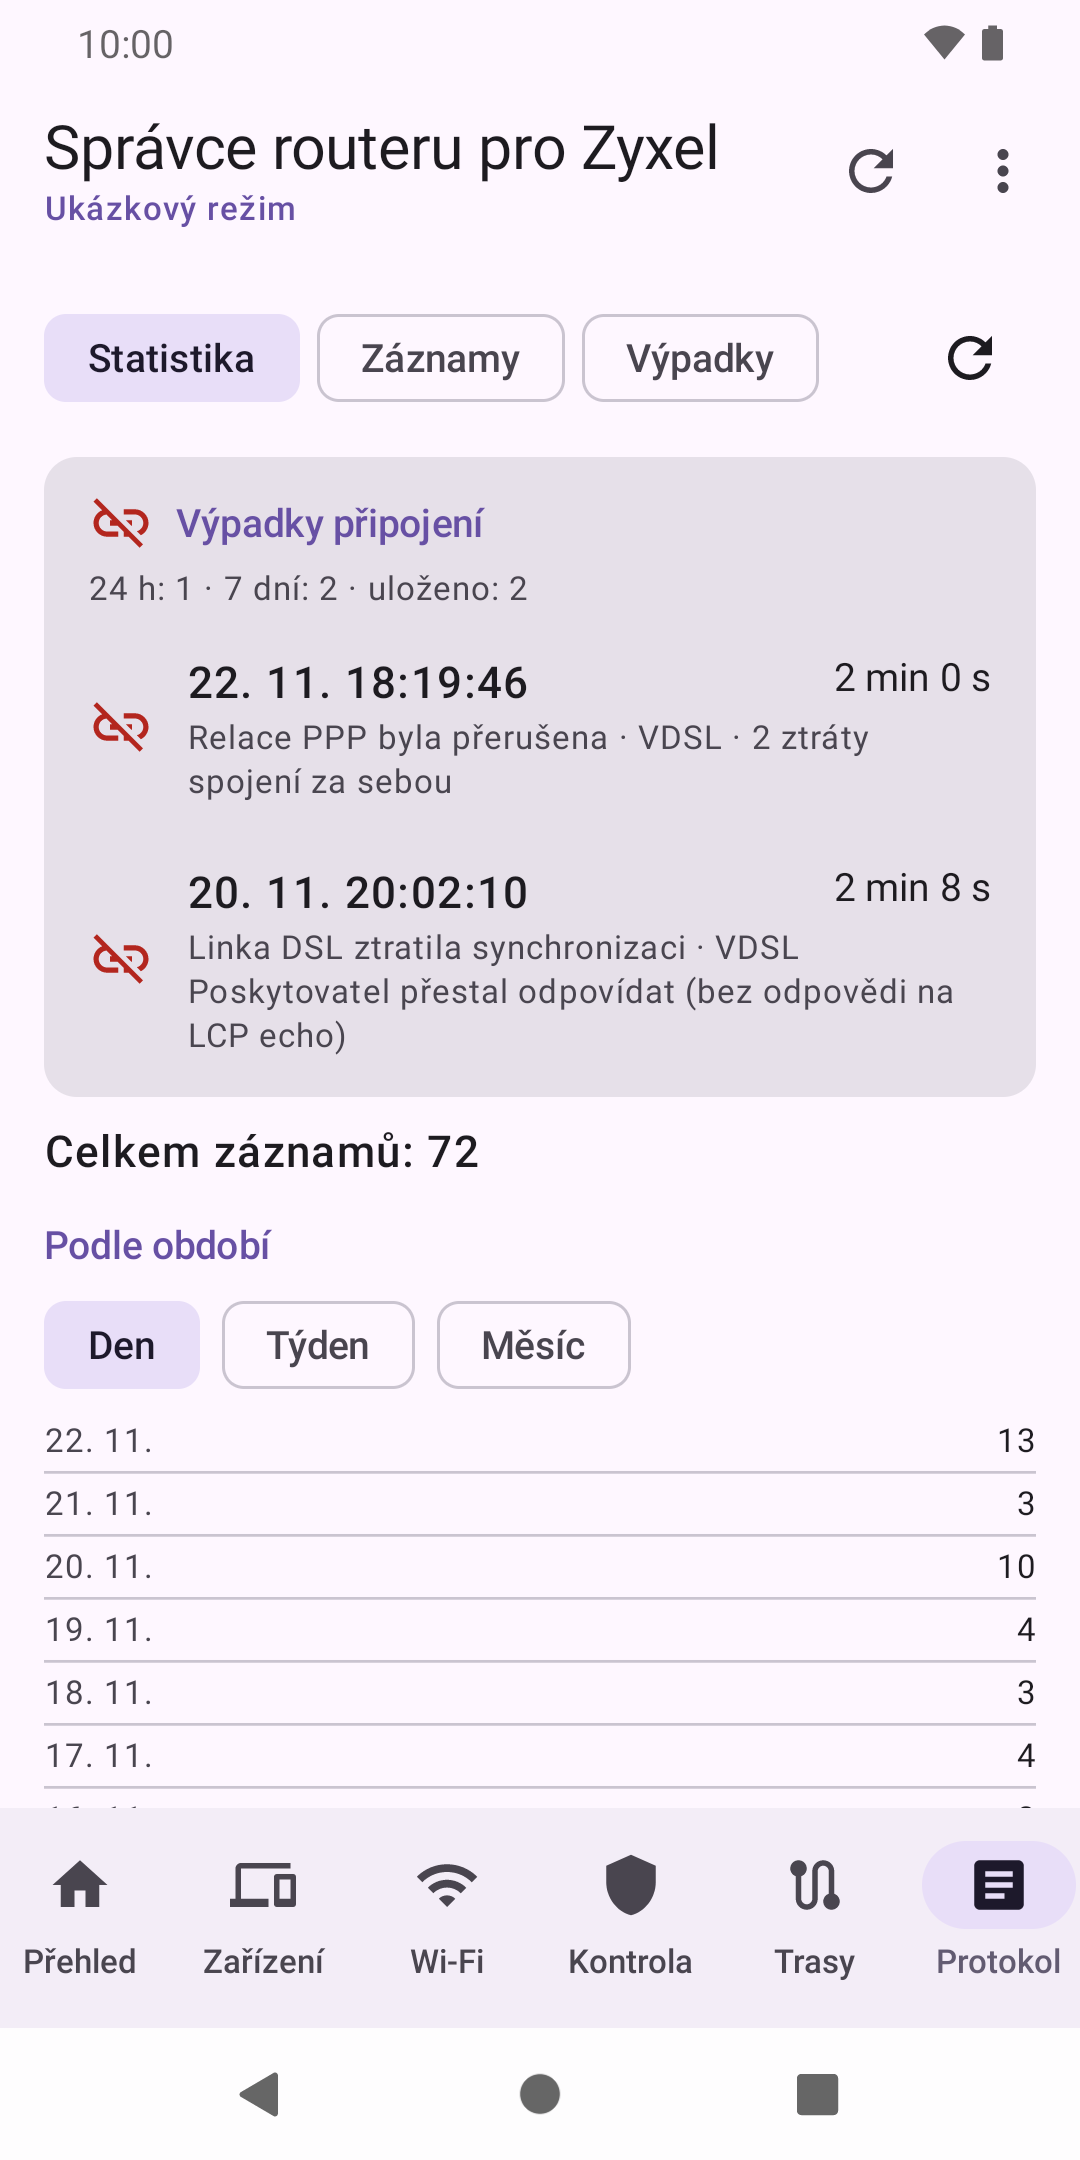 10:00
Správce routeru pro Zyxel
Ukázkový režim
Statistika
Záznamy
Výpadky
Výpadky připojení
24 h: 1 · 7 dní: 2 · uloženo: 2
22. 11. 18:19:46
2 min 0 s
Relace PPP byla přerušena · VDSL · 2 ztráty
spojení za sebou
20. 11. 20:02:10
2 min 8 s
Linka DSL ztratila synchronizaci · VDSL
Poskytovatel přestal odpovídat (bez odpovědi na
LCP echo)
Celkem záznamů: 72
Podle období
Den
Týden
Měsíc
22. 11.
13
21. 11.
3
20. 11.
10
19. 11.
4
18. 11.
3
17. 11.
4
Přehled
Zařízení
Wi-Fi
Kontrola
Trasy
Protokol